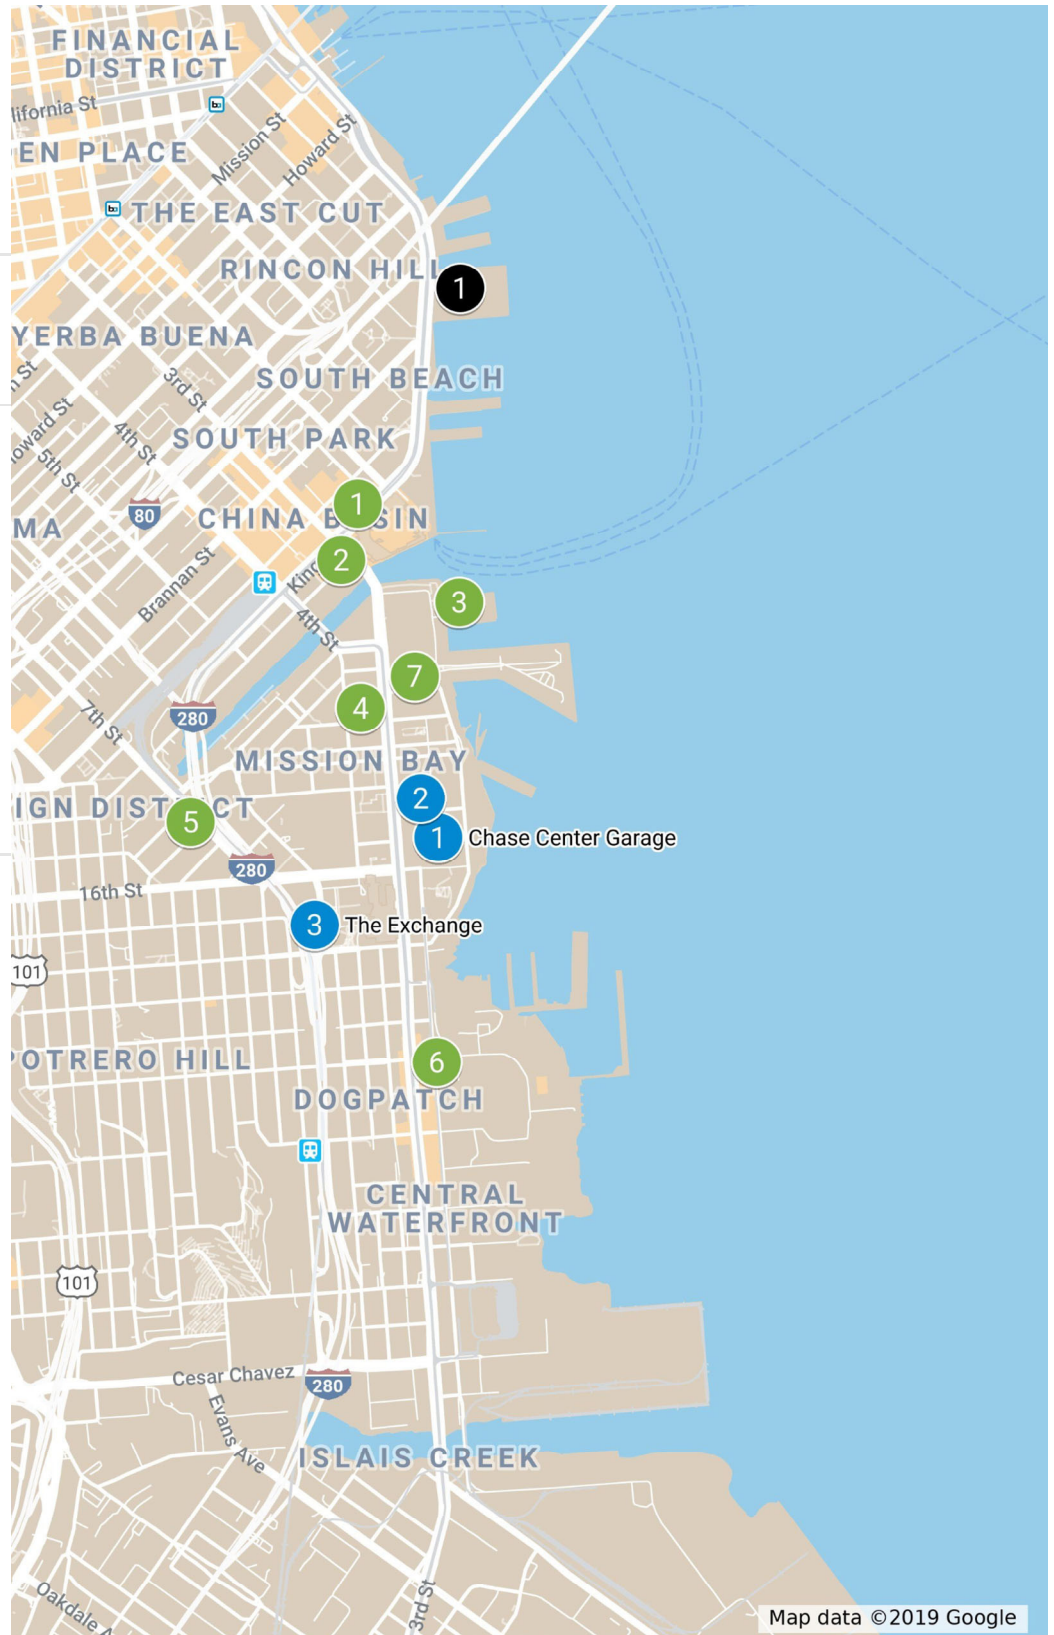 FINANCIAL
DISTRICT
lifornia St
Mission St
Howard St
EN PLACE
THE EAST CUT
RINCON HILL
1
YERBA BUENA
n St
3rd St
SOUTH BEACH
oward St
4th St
SOUTH PARK
5th St
80
1
MA
CHINA BASIN
2
Brannan St
King
3
4th St
7
4
7th St
280
MISSION BAY
2
IGN DISTRICT
5
1 Chase Center Garage
280
16th St
3 The Exchange
101
POTRERO HILL
6
DOGPATCH
CENTRAL
WATERFRONT
101
Cesar Chavez
280
Evans Ave
ISLAIS CREEK
Oakdale A
3rd St
Map data ©2019 Google